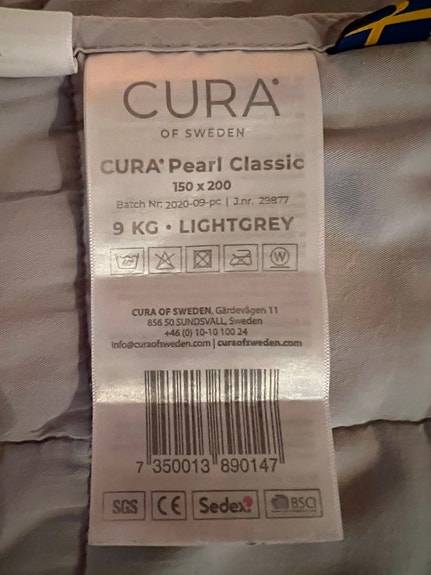 CURA®
OF SWEDEN
CURA® Pearl Classic
150 x 200
Batch Nr: 2020-09-pc | J.nr. 29877
9 KG • LIGHTGREY
W
CURA OF SWEDEN, Gärdevägen 11
856 50 SUNDSVALL, Sweden
+46 (0) 10-10 100 24
info@curaofsweden.com | curaofsweden.com
7 350013 890147
SGS CE Sedex BSCI